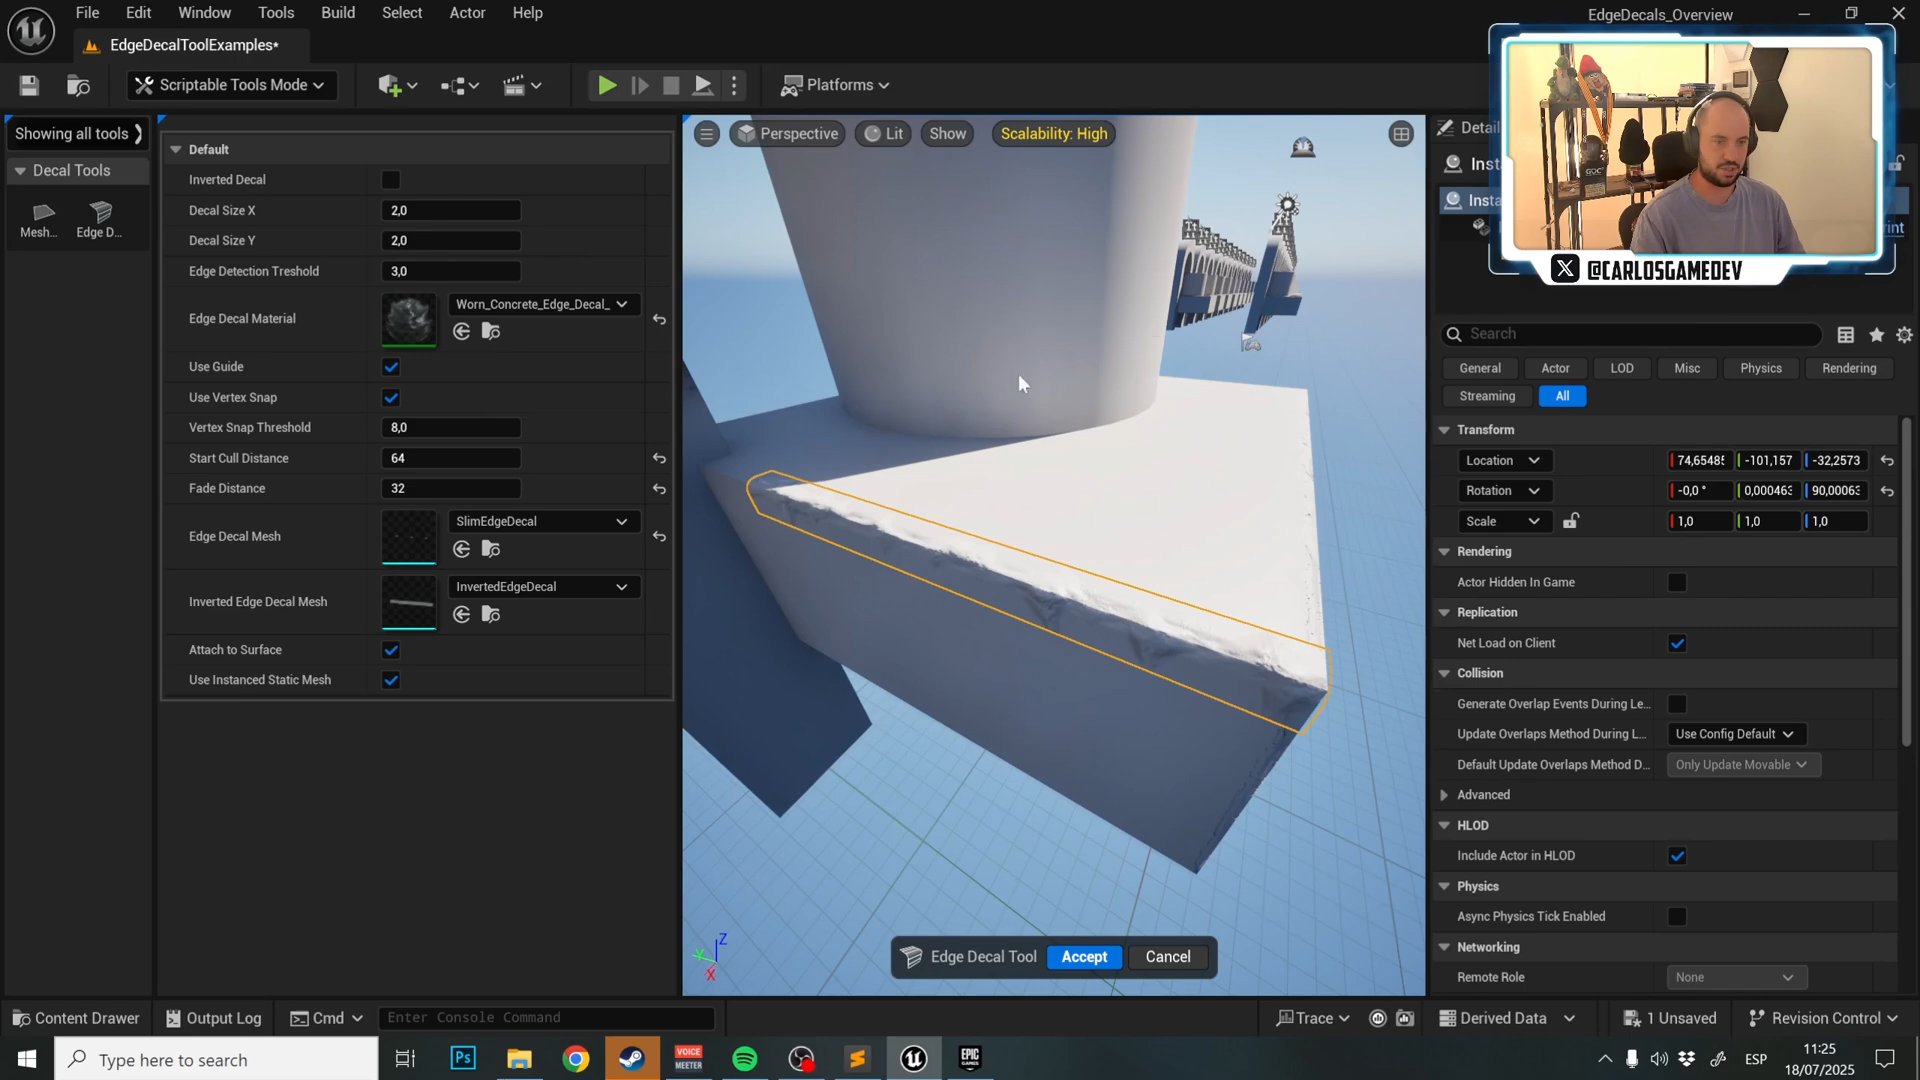 File Edit Window Tools Build Select Actor Help
EdgeDecals_Overview
EdgeDecalToolExamples*
Scriptable Tools Mode
Platforms
Showing all tools
Decal Tools
Mesh... Edge D...
Default
Inverted Decal
Decal Size X 2,0
Decal Size Y 2,0
Edge Detection Treshold 3,0
Edge Decal Material Worn_Concrete_Edge_Decal_
Use Guide
Use Vertex Snap
Vertex Snap Threshold 8,0
Start Cull Distance 64
Fade Distance 32
Edge Decal Mesh SlimEdgeDecal
Inverted Edge Decal Mesh InvertedEdgeDecal
Attach to Surface
Use Instanced Static Mesh
Perspective Lit Show Scalability: High
Z
Y
X
Edge Decal Tool Accept Cancel
@CARLOSGAMEDEV
Search
General Actor LOD Misc Physics Rendering
Streaming All
Transform
Location 74,6548 -101,157 -32,2573
Rotation -0,0 ° 0,000463 90,0006
Scale 1,0 1,0 1,0
Rendering
Actor Hidden In Game
Replication
Net Load on Client
Collision
Generate Overlap Events During Le...
Update Overlaps Method During L... Use Config Default
Default Update Overlaps Method D... Only Update Movable
Advanced
HLOD
Include Actor in HLOD
Physics
Async Physics Tick Enabled
Networking
Remote Role None
Content Drawer Output Log Cmd Enter Console Command
Trace Derived Data 1 Unsaved Revision Control
Type here to search
Ps
VOICE
MEETER
EPIC
GAMES
ESP
11:25
18/07/2025